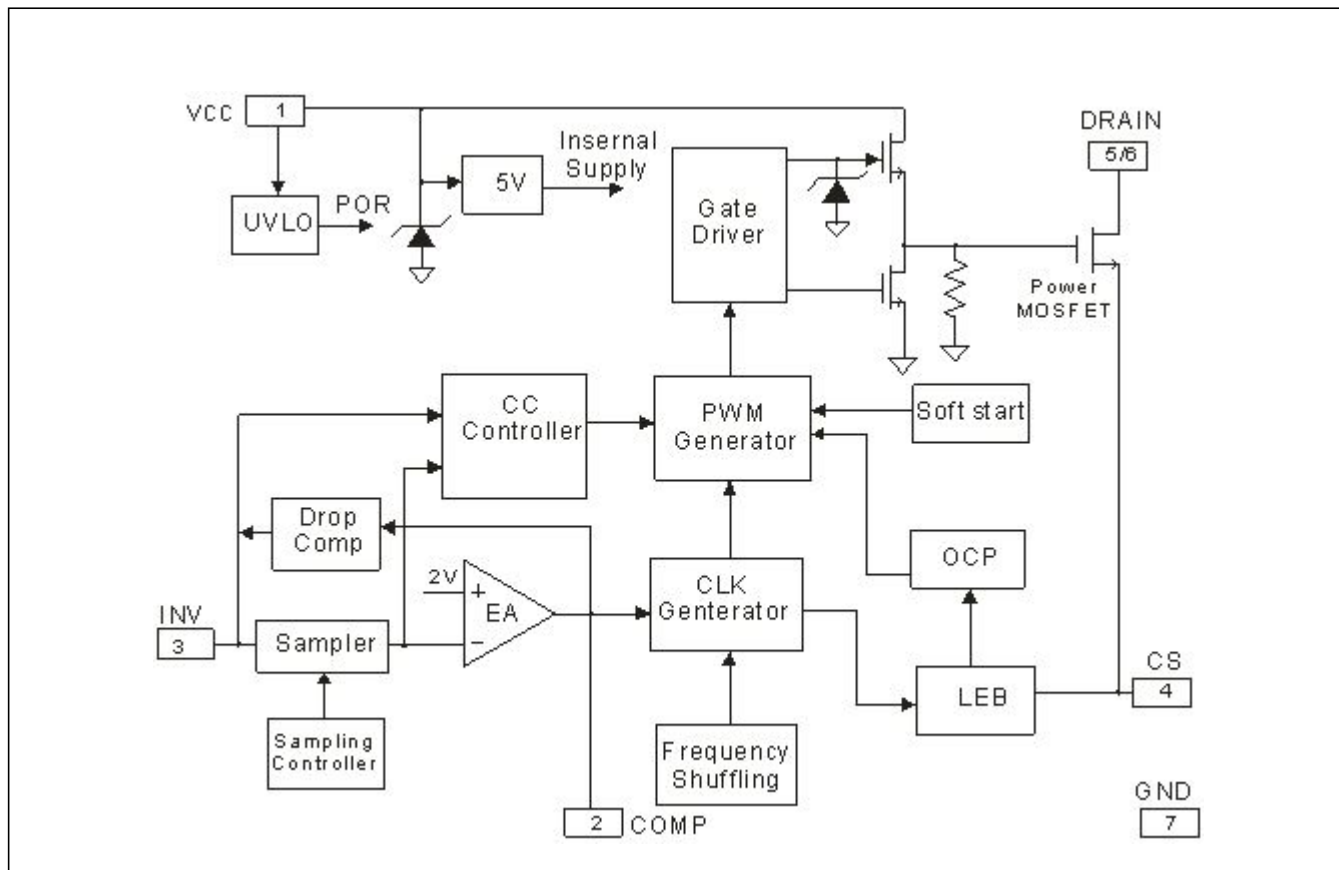 VCC
1
DRAIN
5/6
Insernal
Supply
5V
UVLO
POR
Gate
Driver
Power
MOSFET
CC
Controller
PWM
Generator
Soft start
Drop
Comp
OCP
2V
+
EA
−
CLK
Genterator
INV
3
Sampler
CS
4
LEB
Sampling
Controller
Frequency
Shuffling
GND
7
2
COMP